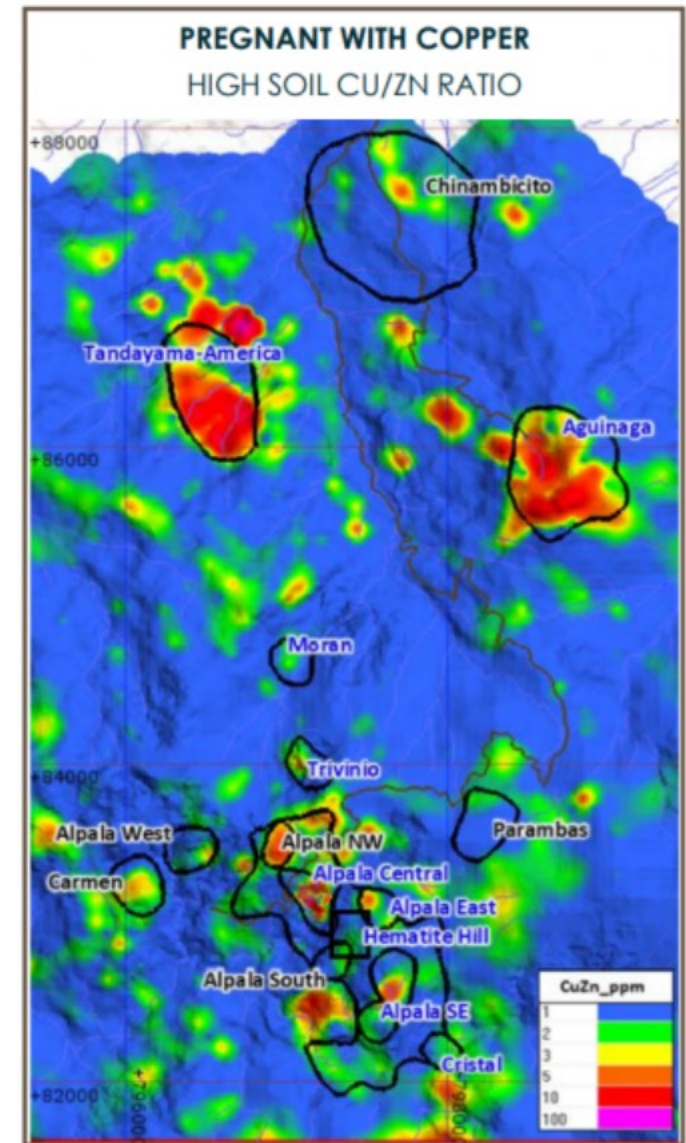 PREGNANT WITH COPPER
HIGH SOIL CU/ZN RATIO
+88000
Chinambicito
Tandayama-America
Aguinaga
+86000
Moran
Trivinio
+84000
Alpala West
Alpala NW
Parambas
Carmen
Alpala Central
Alpala East
Hematite Hill
Alpala South
Alpala SE
Cristal
+82000
+796000
+79800
CuZn_ppm
1
2
3
5
10
100